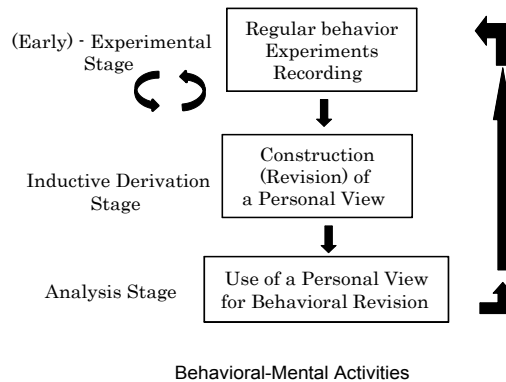 (Early) - Experimental
Stage
Regular behavior
Experiments
Recording
Inductive Derivation
Stage
Construction
(Revision) of
a Personal View
Analysis Stage
Use of a Personal View
for Behavioral Revision
Behavioral-Mental Activities